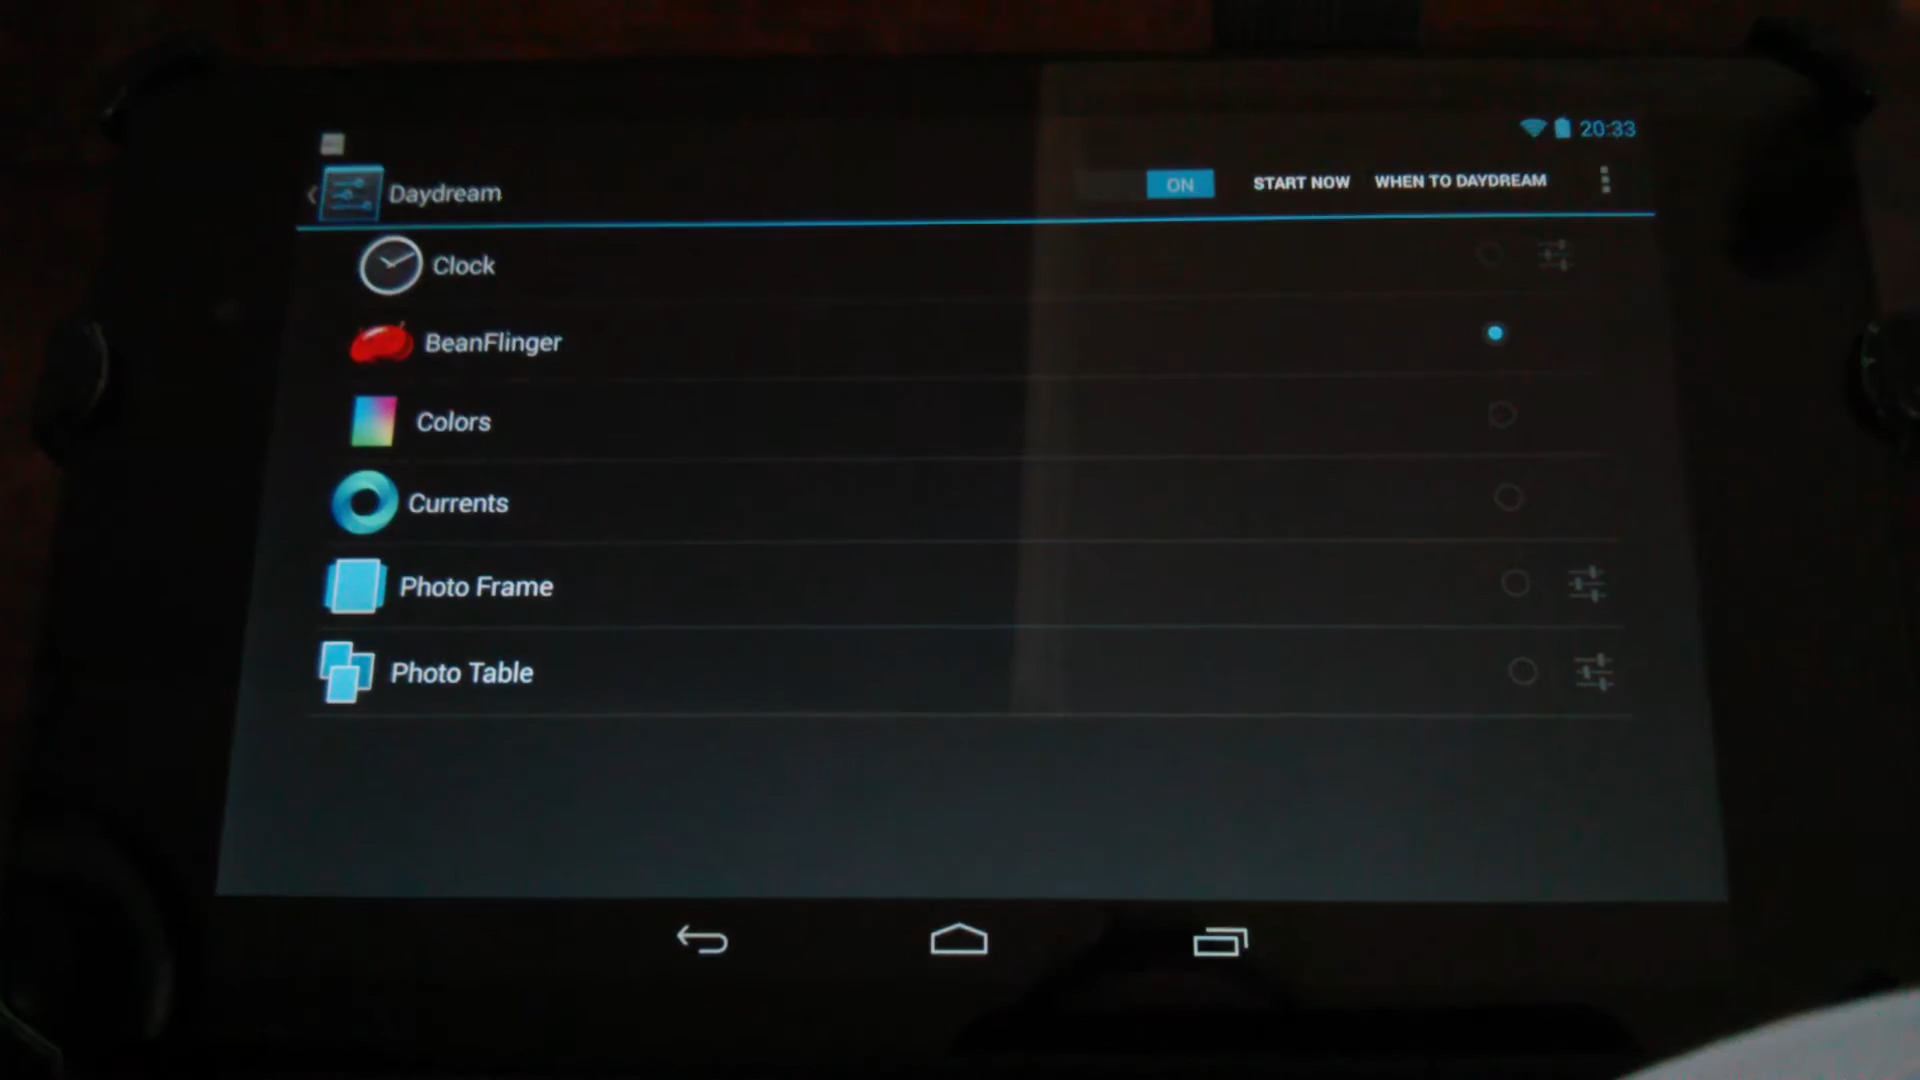 20:33
Daydream
ON START NOW WHEN TO DAYDREAM
Clock
BeanFlinger
Colors
Currents
Photo Frame
Photo Table